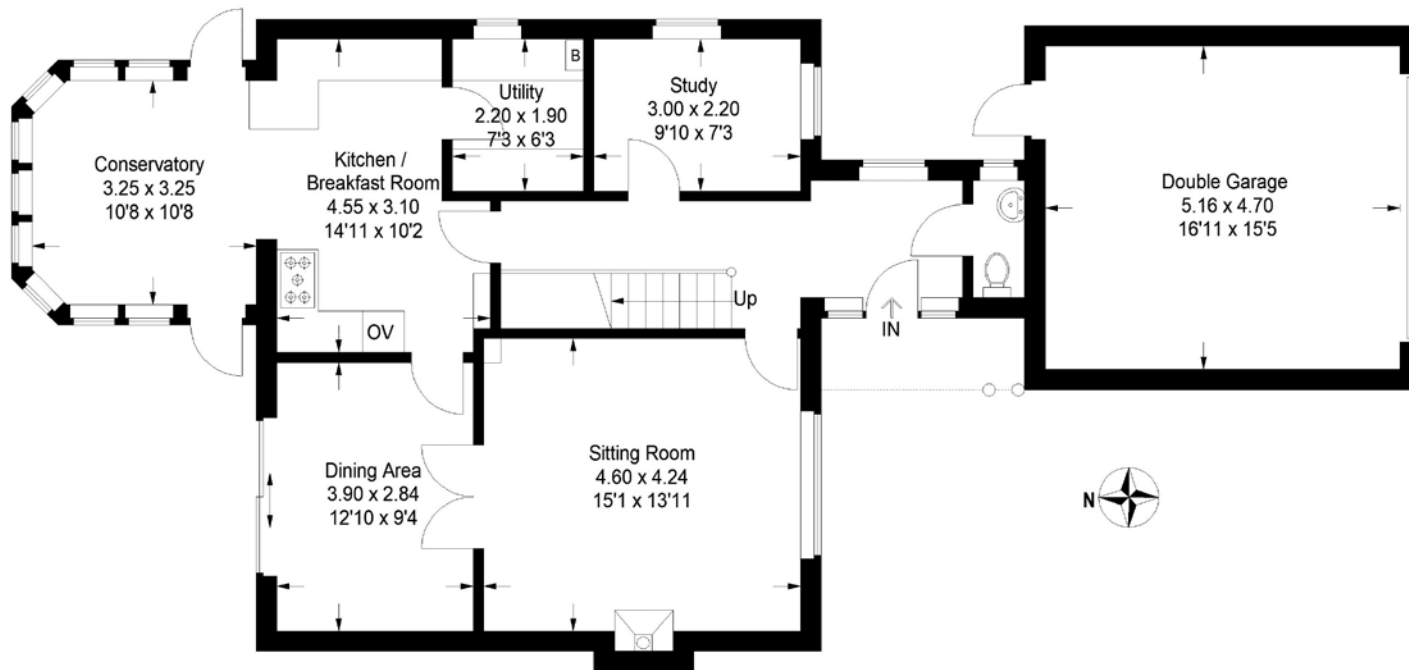 Conservatory
3.25 x 3.25
10'8 x 10'8
Kitchen /
Breakfast Room
4.55 x 3.10
14'11 x 10'2
OV
Utility
2.20 x 1.90
7'3 x 6'3
B
Study
3.00 x 2.20
9'10 x 7'3
Up
IN
Double Garage
5.16 x 4.70
16'11 x 15'5
Dining Area
3.90 x 2.84
12'10 x 9'4
Sitting Room
4.60 x 4.24
15'1 x 13'11
N